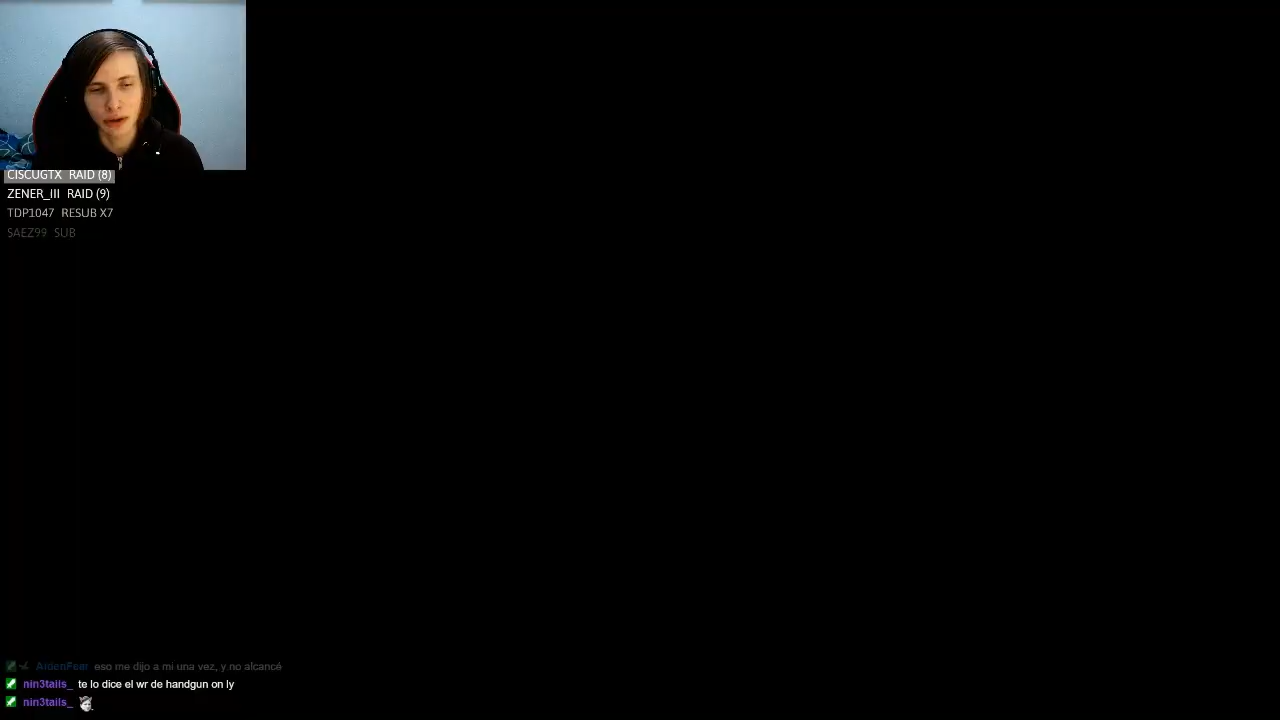 CISCUGTX RAID (8)
ZENER_III RAID (9)
TDP1047 RESUB X7
SAEZ99 SUB
AidenFear eso me dijo a mi una vez, y no alcancé
nin3tails_ te lo dice el wr de handgun on ly
nin3tails_